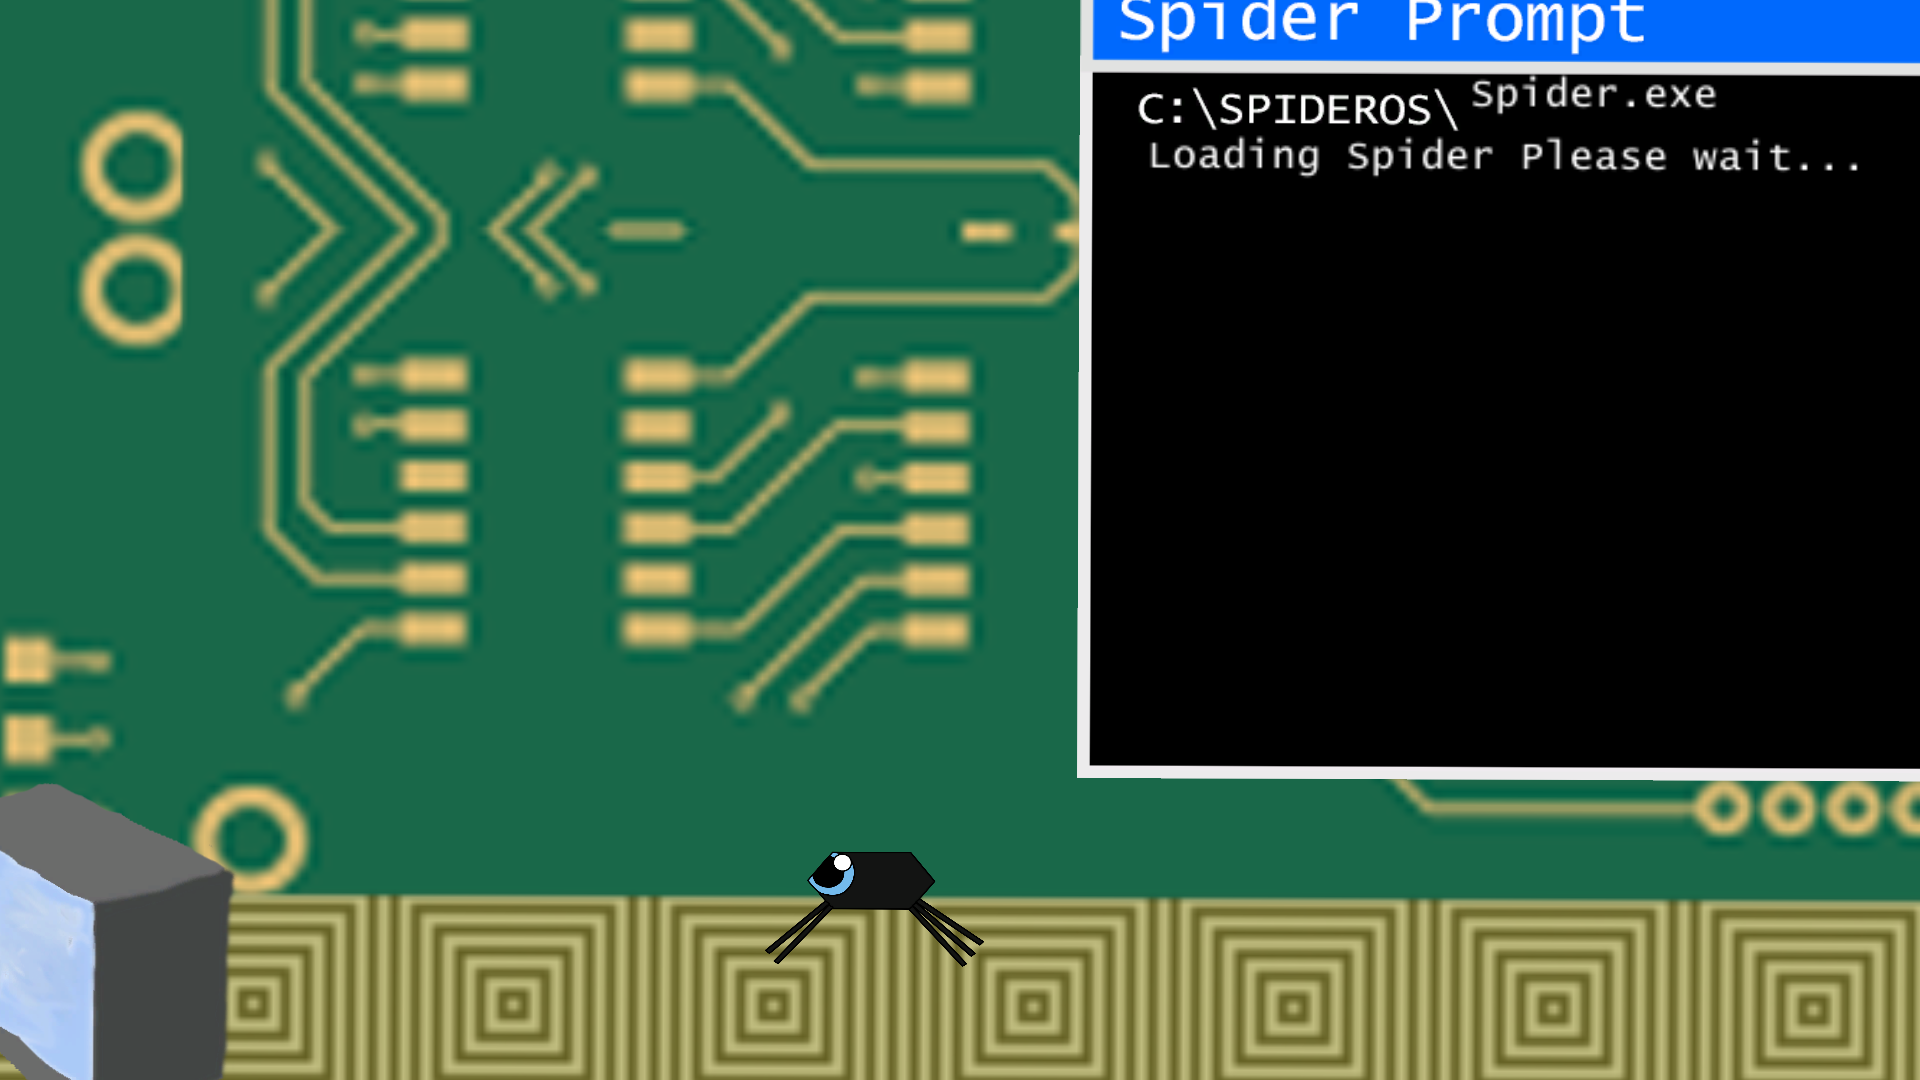 Spider Prompt
C:\SPIDEROS\ Spider.exe
Loading Spider Please wait...